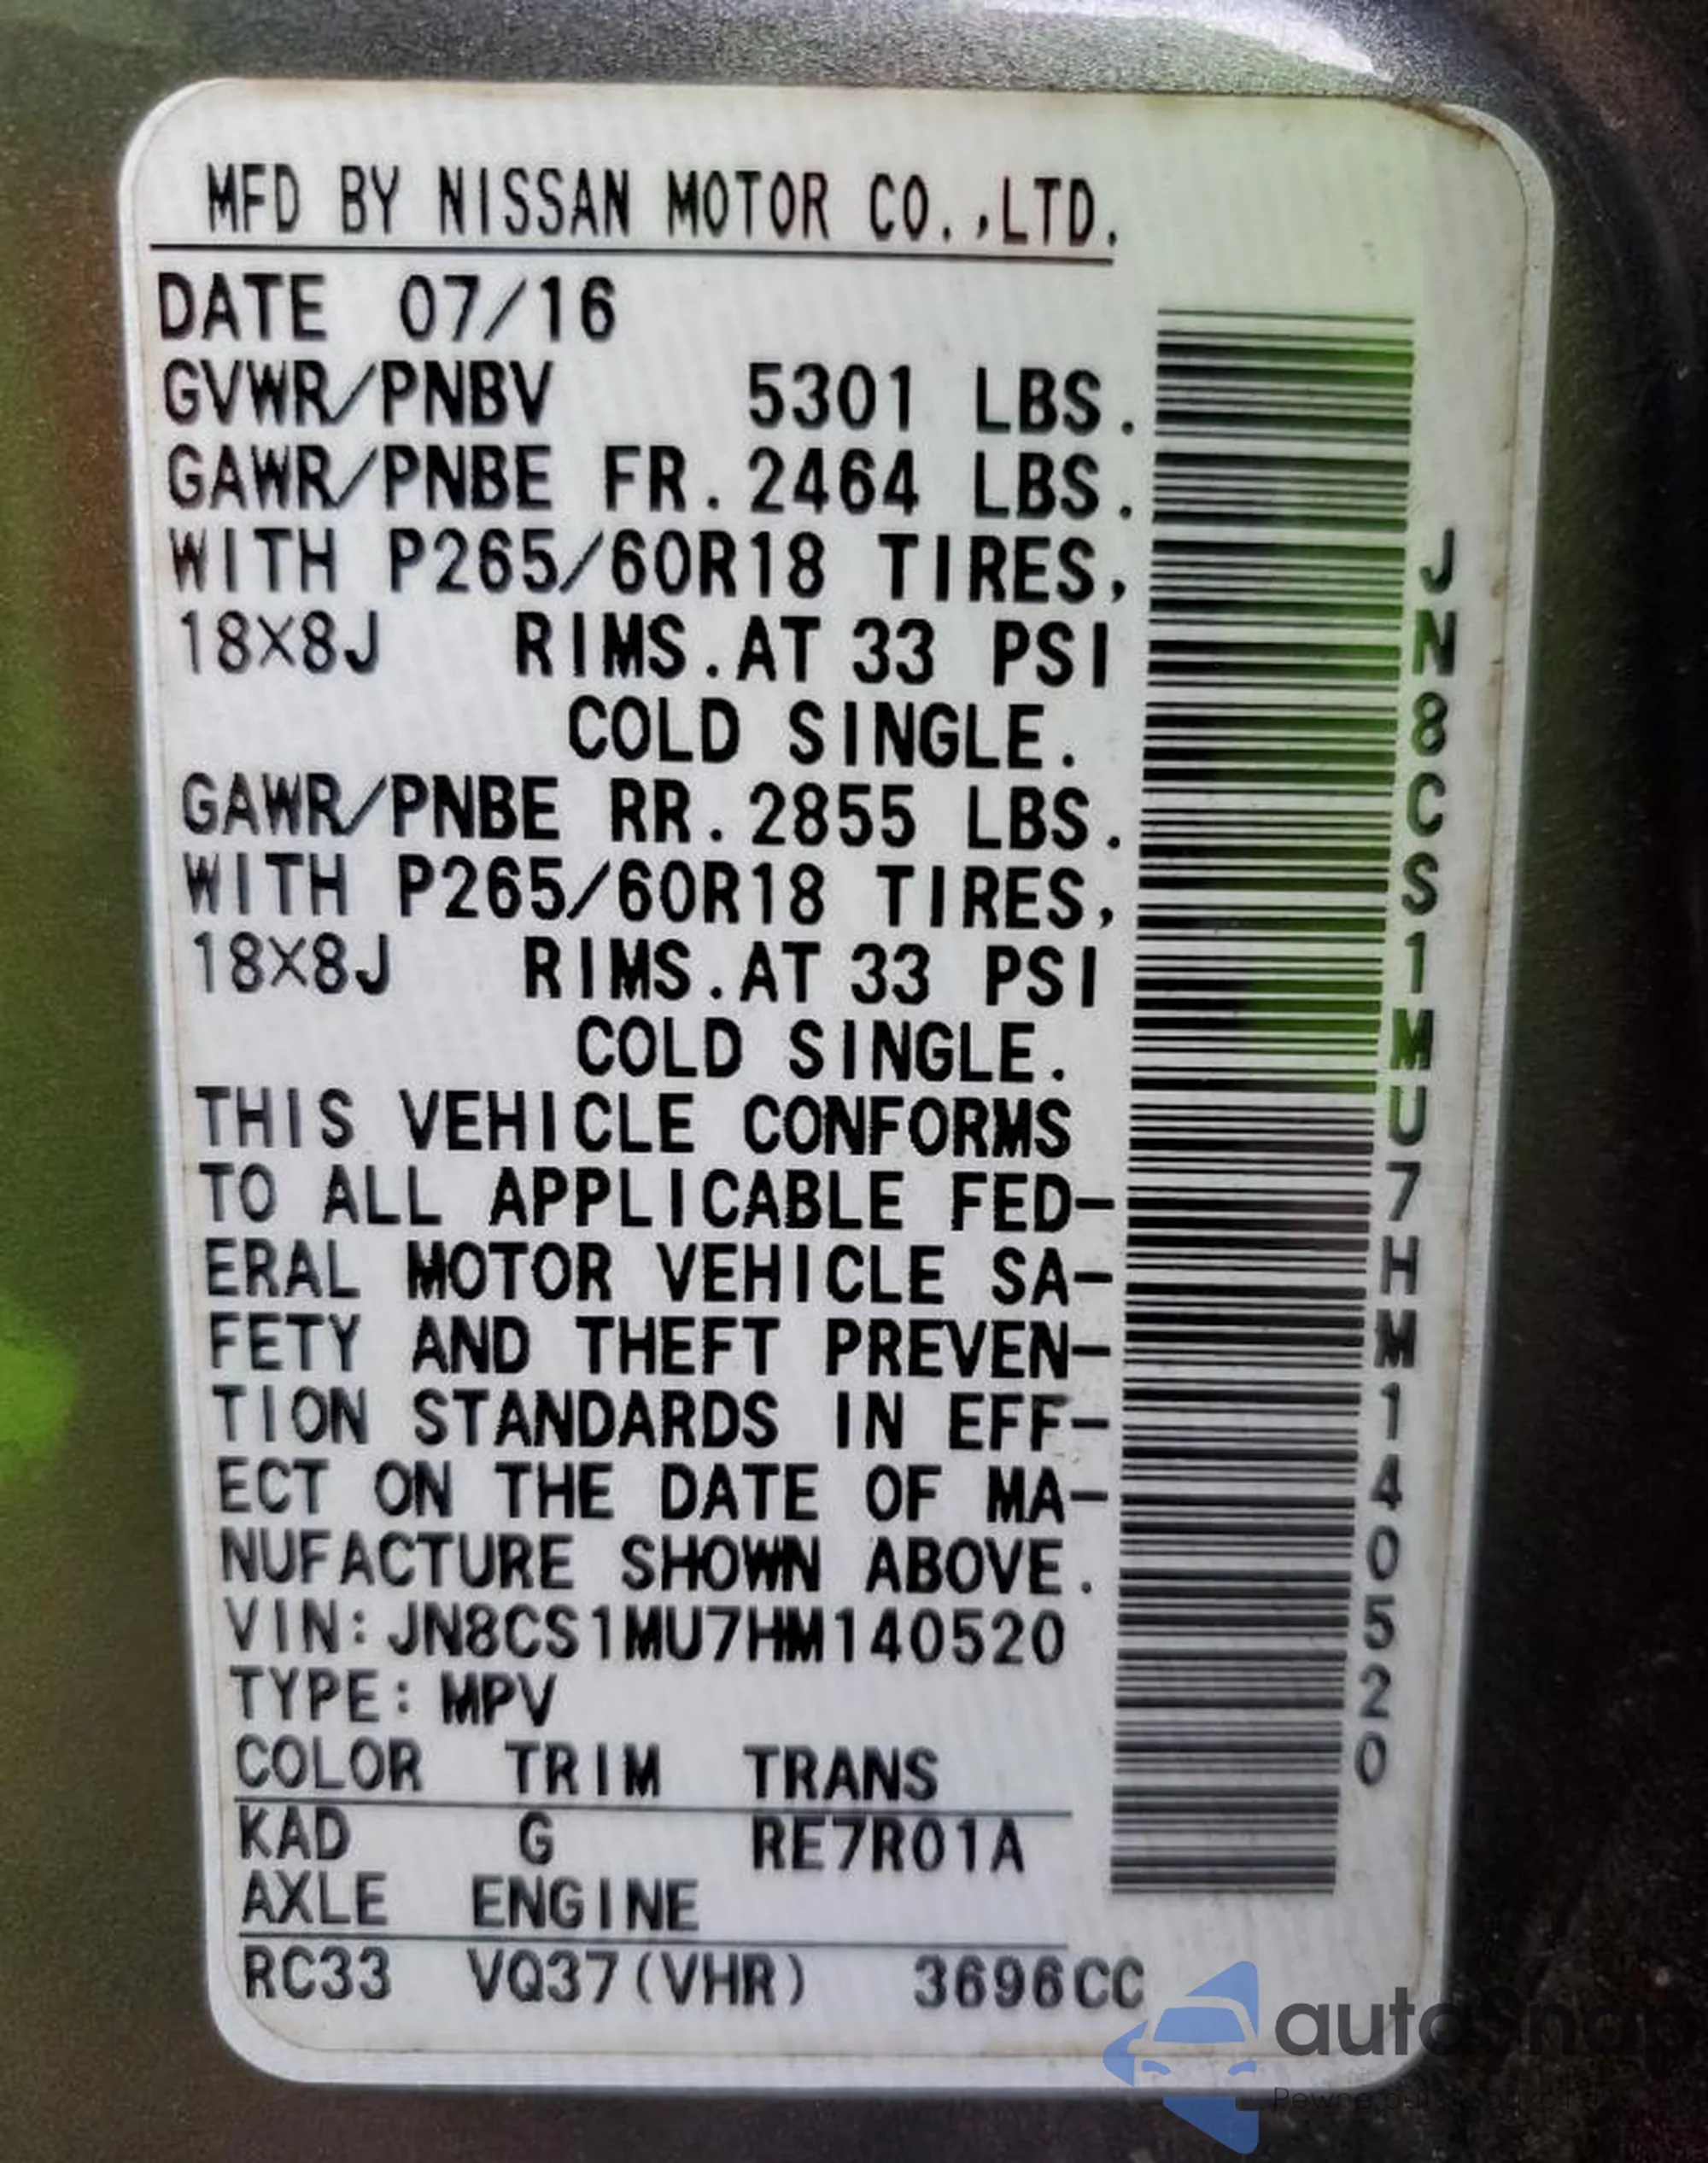 MFD BY NISSAN MOTOR CO.,LTD.
DATE 07/16
GVWR/PNBV 5301 LBS.
GAWR/PNBE FR. 2464 LBS.
WITH P265/60R18 TIRES,
18X8J RIMS.AT 33 PSI
COLD SINGLE.
GAWR/PNBE RR. 2855 LBS.
WITH P265/60R18 TIRES,
18X8J RIMS.AT 33 PSI
COLD SINGLE.
THIS VEHICLE CONFORMS
TO ALL APPLICABLE FED-
ERAL MOTOR VEHICLE SA-
FETY AND THEFT PREVEN-
TION STANDARDS IN EFF-
ECT ON THE DATE OF MA-
NUFACTURE SHOWN ABOVE.
VIN: JN8CS1MU7HM140520
TYPE: MPV
COLOR TRIM TRANS
KAD G RE7R01A
AXLE ENGINE
RC33 VQ37(VHR) 3696CC
JN8CS1MU7HM140520
autoSnap